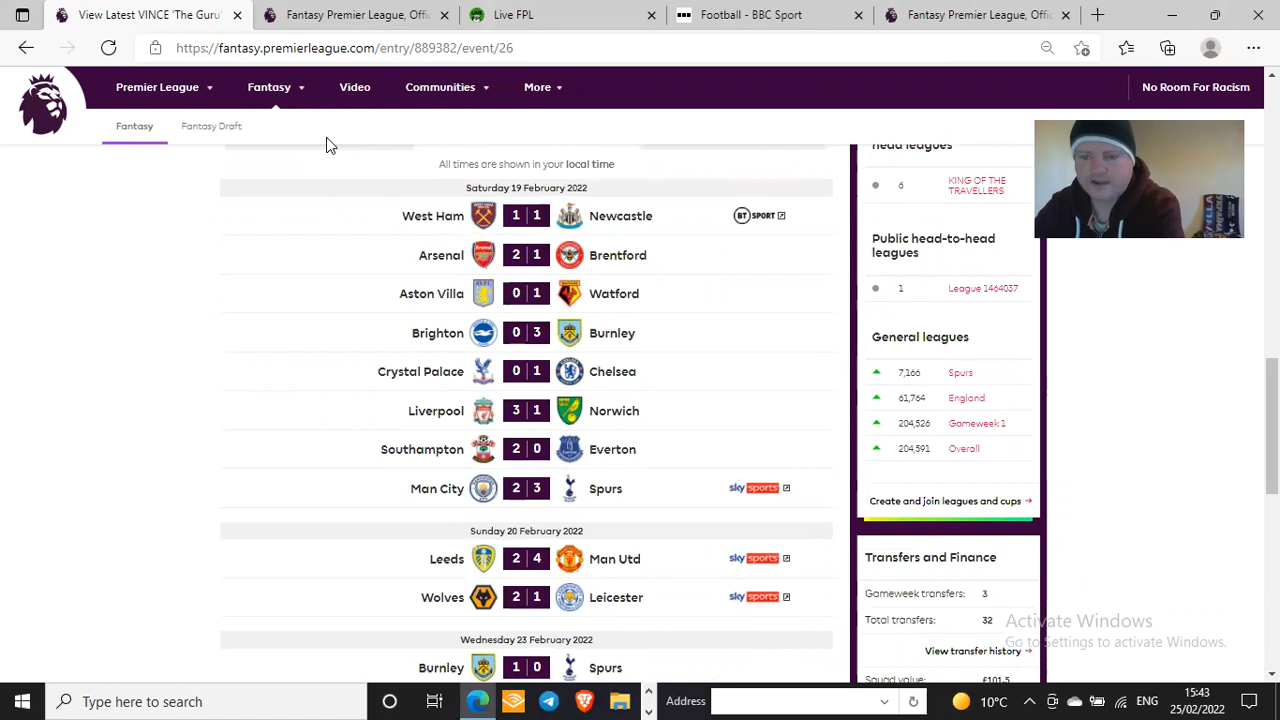 View Latest VINCE 'The Guru
Fantasy Premier League, Offic
Live FPL
Football - BBC Sport
Fantasy Premier League, Offic
https://fantasy.premierleague.com/entry/889382/event/26
Premier League
Fantasy
Video
Communities
More
No Room For Racism
Fantasy
Fantasy Draft
All times are shown in your local time
Saturday 19 February 2022
West Ham 1 1 Newcastle BT SPORT
Arsenal 2 1 Brentford
Aston Villa 0 1 Watford
Brighton 0 3 Burnley
Crystal Palace 0 1 Chelsea
Liverpool 3 1 Norwich
Southampton 2 0 Everton
Man City 2 3 Spurs sky sports
Sunday 20 February 2022
Leeds 2 4 Man Utd sky sports
Wolves 2 1 Leicester sky sports
Wednesday 23 February 2022
Burnley 1 0 Spurs
head leagues
6 KING OF THE
TRAVELLERS
Public head-to-head
leagues
1 League 1464037
General leagues
7,166 Spurs
61,764 England
204,526 Gameweek 1
204,591 Overall
Create and join leagues and cups
Transfers and Finance
Gameweek transfers: 3
Total transfers: 32
View transfer history
Squad value: £101.5
Activate Windows
Go to Settings to activate Windows.
Type here to search
Address
10°C
ENG
15:43
25/02/2022